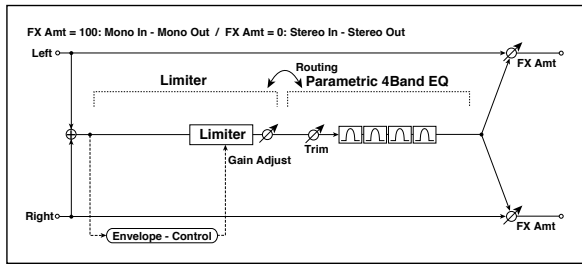 FX Amt = 100: Mono In - Mono Out / FX Amt = 0: Stereo In - Stereo Out
Left
FX Amt
Routing
Limiter
Parametric 4Band EQ
Limiter
Gain Adjust
Trim
Right
FX Amt
Envelope - Control